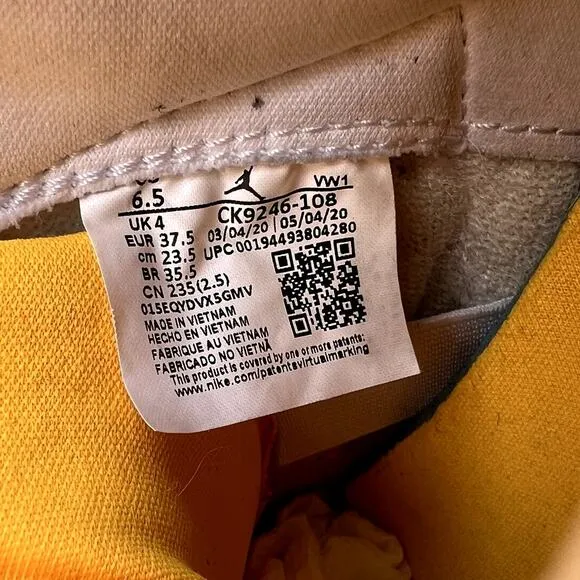 6.5 VW1
UK 4 CK9246-108
EUR 37.5 03/04/20 05/04/20
cm 23.5 UPC 00194493804280
BR 35.5
CN 235(2.5)
015EQYDVX5GMV
MADE IN VIETNAM
HECHO EN VIETNAM
FABRIQUE AU VIETNAM
FABRICADO NO VIETNÃ
This product is covered by one or more patents:
www.nike.com/patentsvirtualmarking